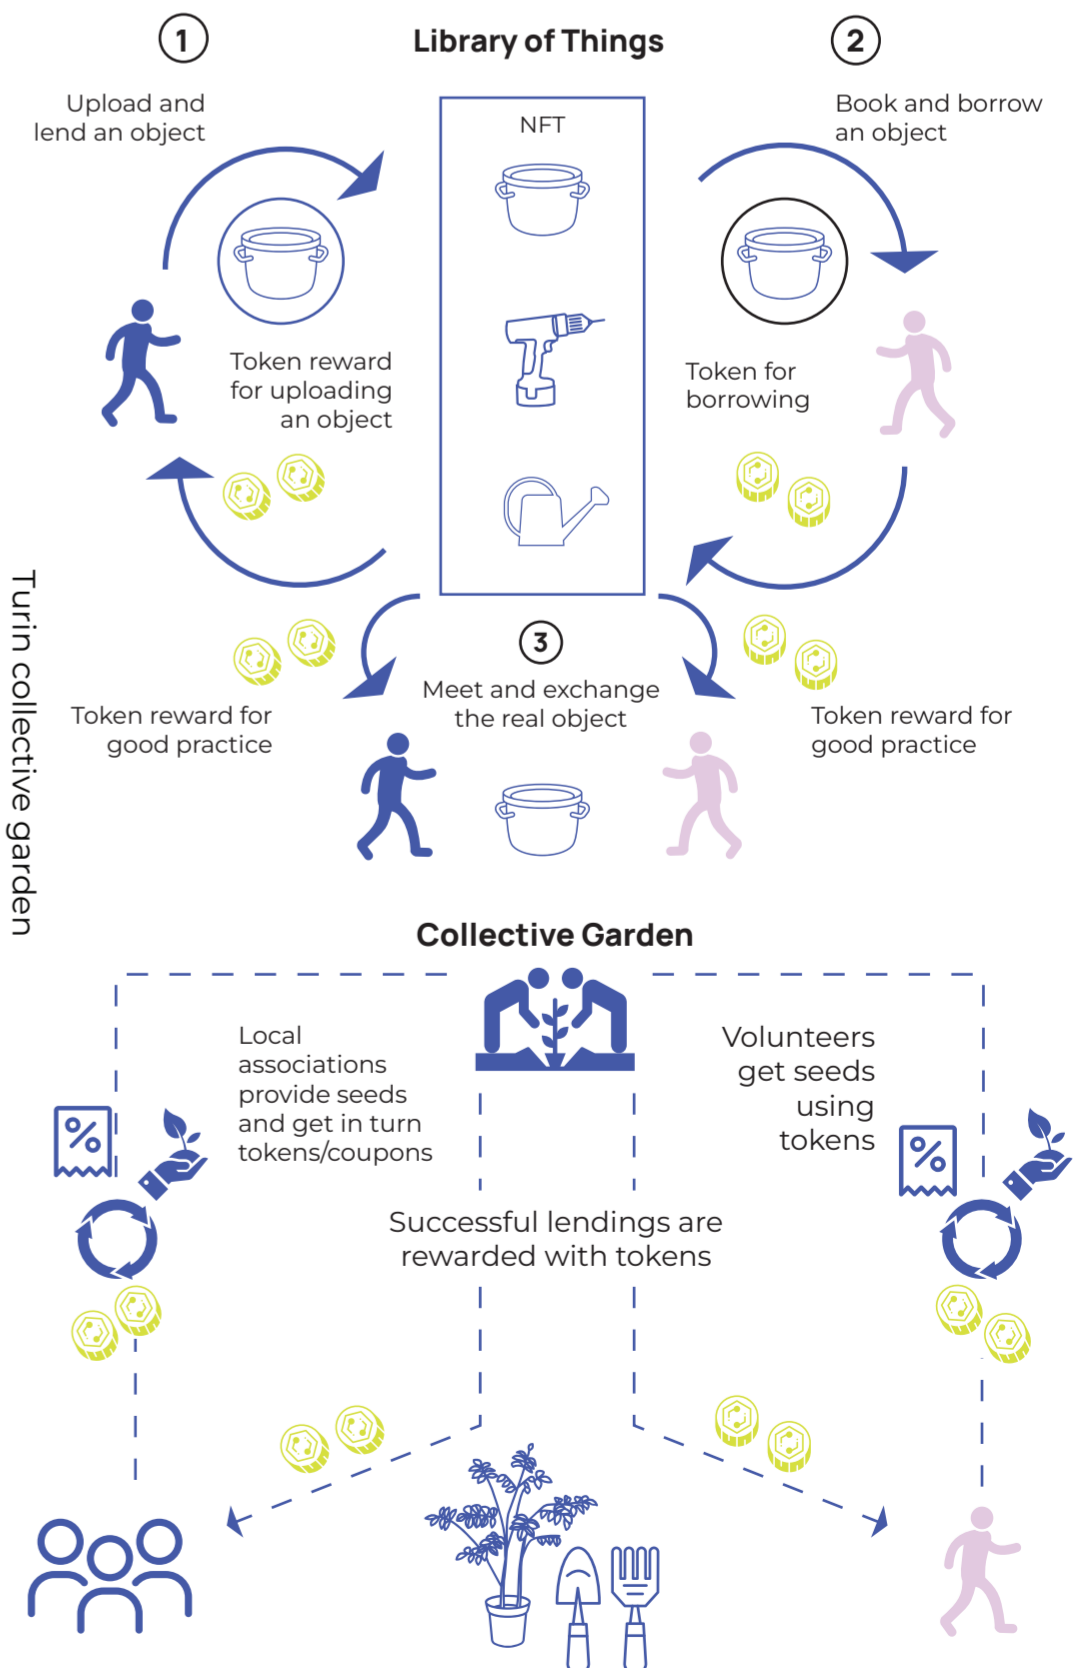 1
Library of Things
2
Upload and
lend an object
Book and borrow
an object
NFT
Token reward
for uploading
an object
Token for
borrowing
3
Meet and exchange
the real object
Token reward for
good practice
Token reward for
good practice
Turin collective garden
Collective Garden
Local
associations
provide seeds
and get in turn
tokens/coupons
Volunteers
get seeds
using
tokens
%
%
Successful lendings are
rewarded with tokens